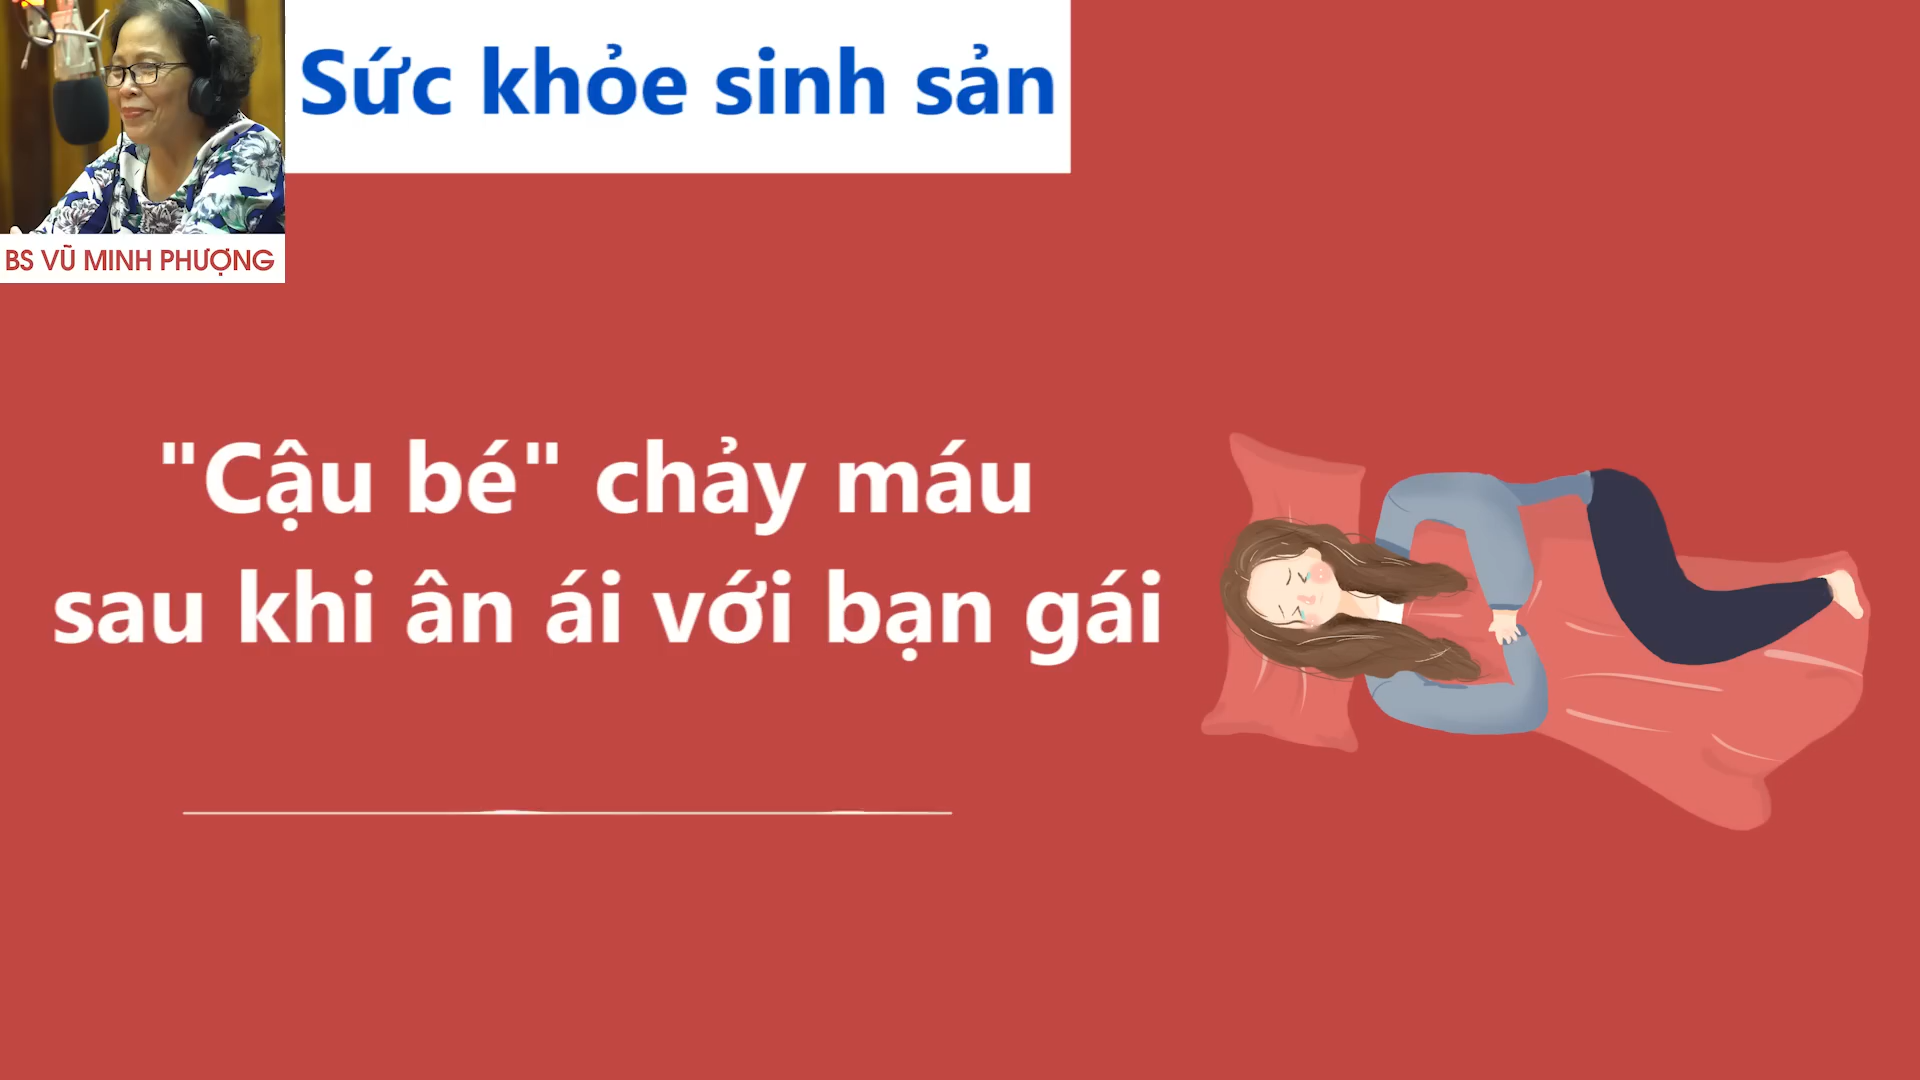 Sức khỏe sinh sản
BS VŨ MINH PHƯỢNG
"Cậu bé" chảy máu
sau khi ân ái với bạn gái